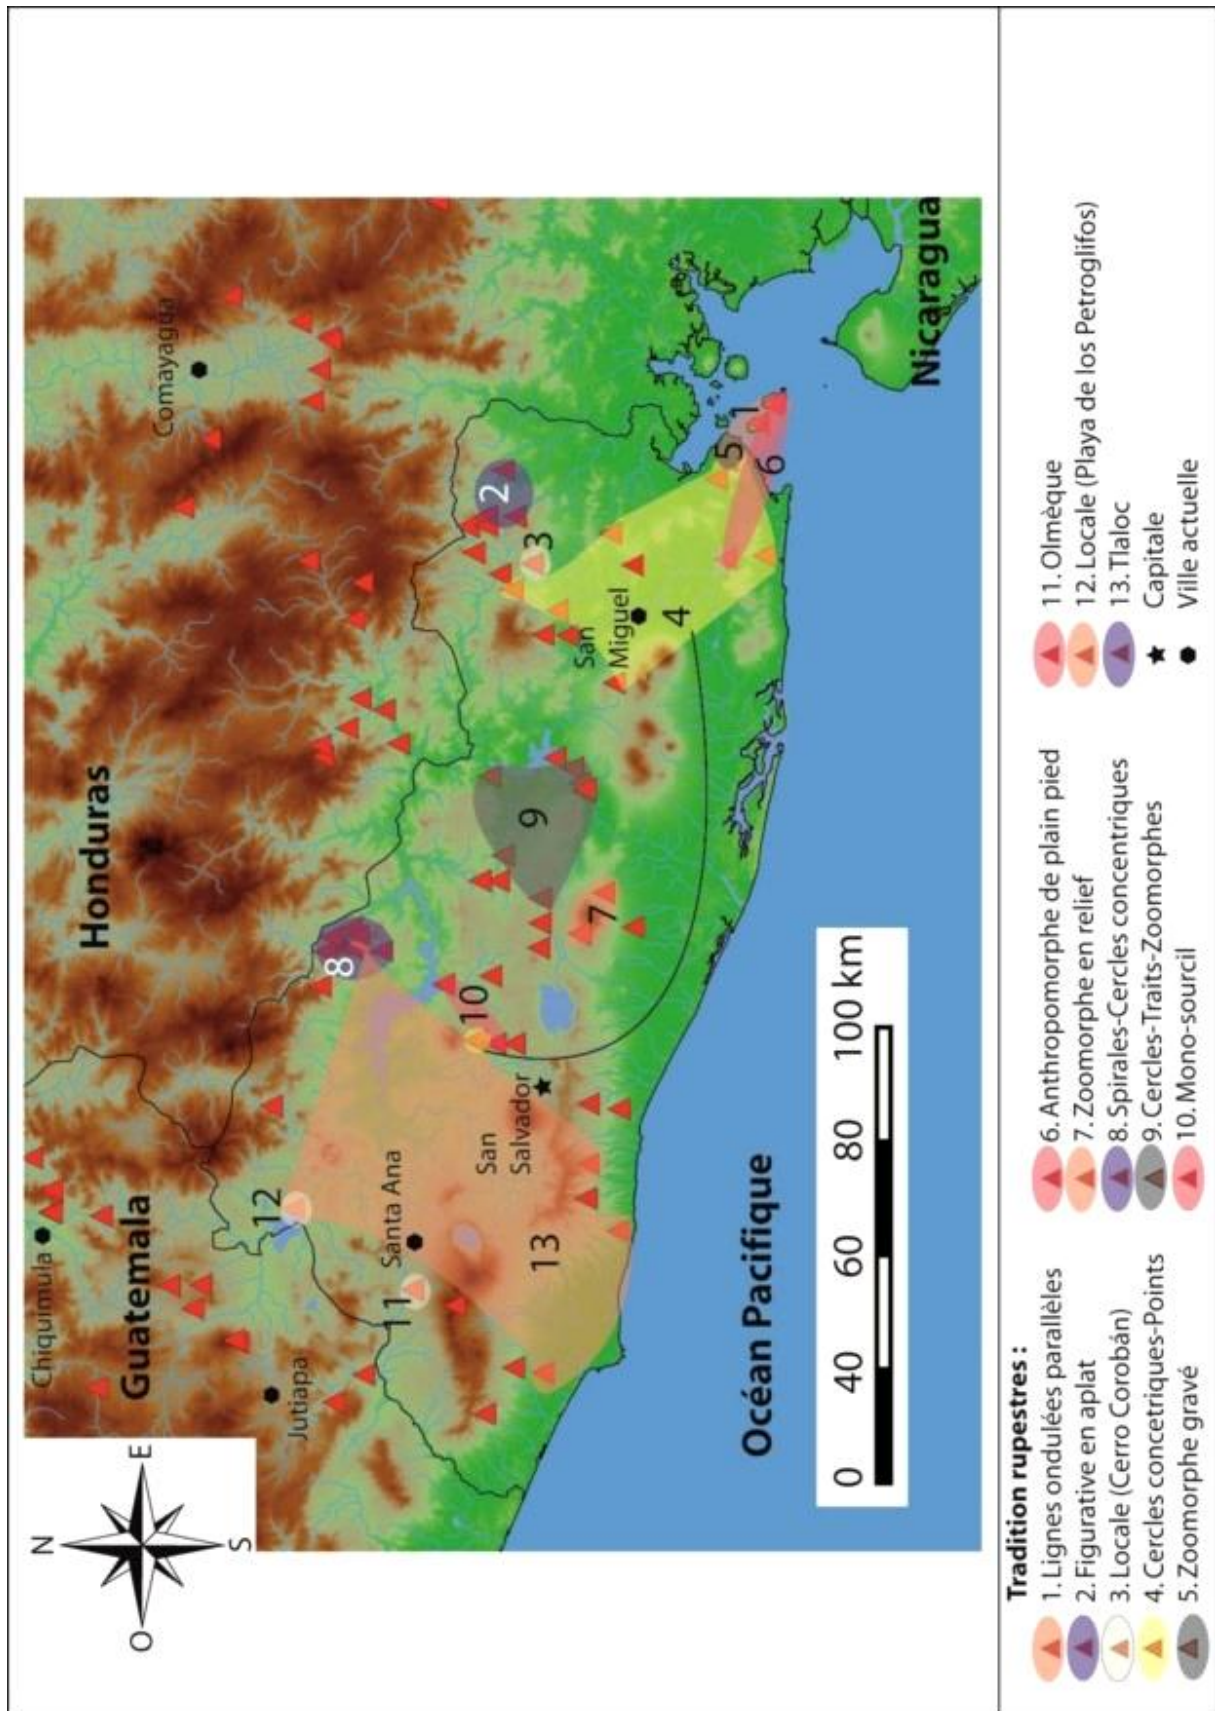 N
O
E
S
Chiquimula
Guatemala
Jutiapa
Honduras
Comayagua
Nicaragua
Santa Ana
San
Salvador
San
Miguel
Océan Pacifique
1
2
3
4
5
6
7
8
9
10
11
12
13
0
40
60
80
100 km
Tradition rupestres :
1. Lignes ondulées parallèles
2. Figurative en aplat
3. Locale (Cerro Corobán)
4. Cercles concetriques-Points
5. Zoomorphe gravé
6. Anthropomorphe de plain pied
7. Zoomorphe en relief
8. Spirales-Cercles concentriques
9. Cercles-Traits-Zoomorphes
10. Mono-sourcil
11. Olmèque
12. Locale (Playa de los Petroglifos)
13. Tlaloc
Capitale
Ville actuelle